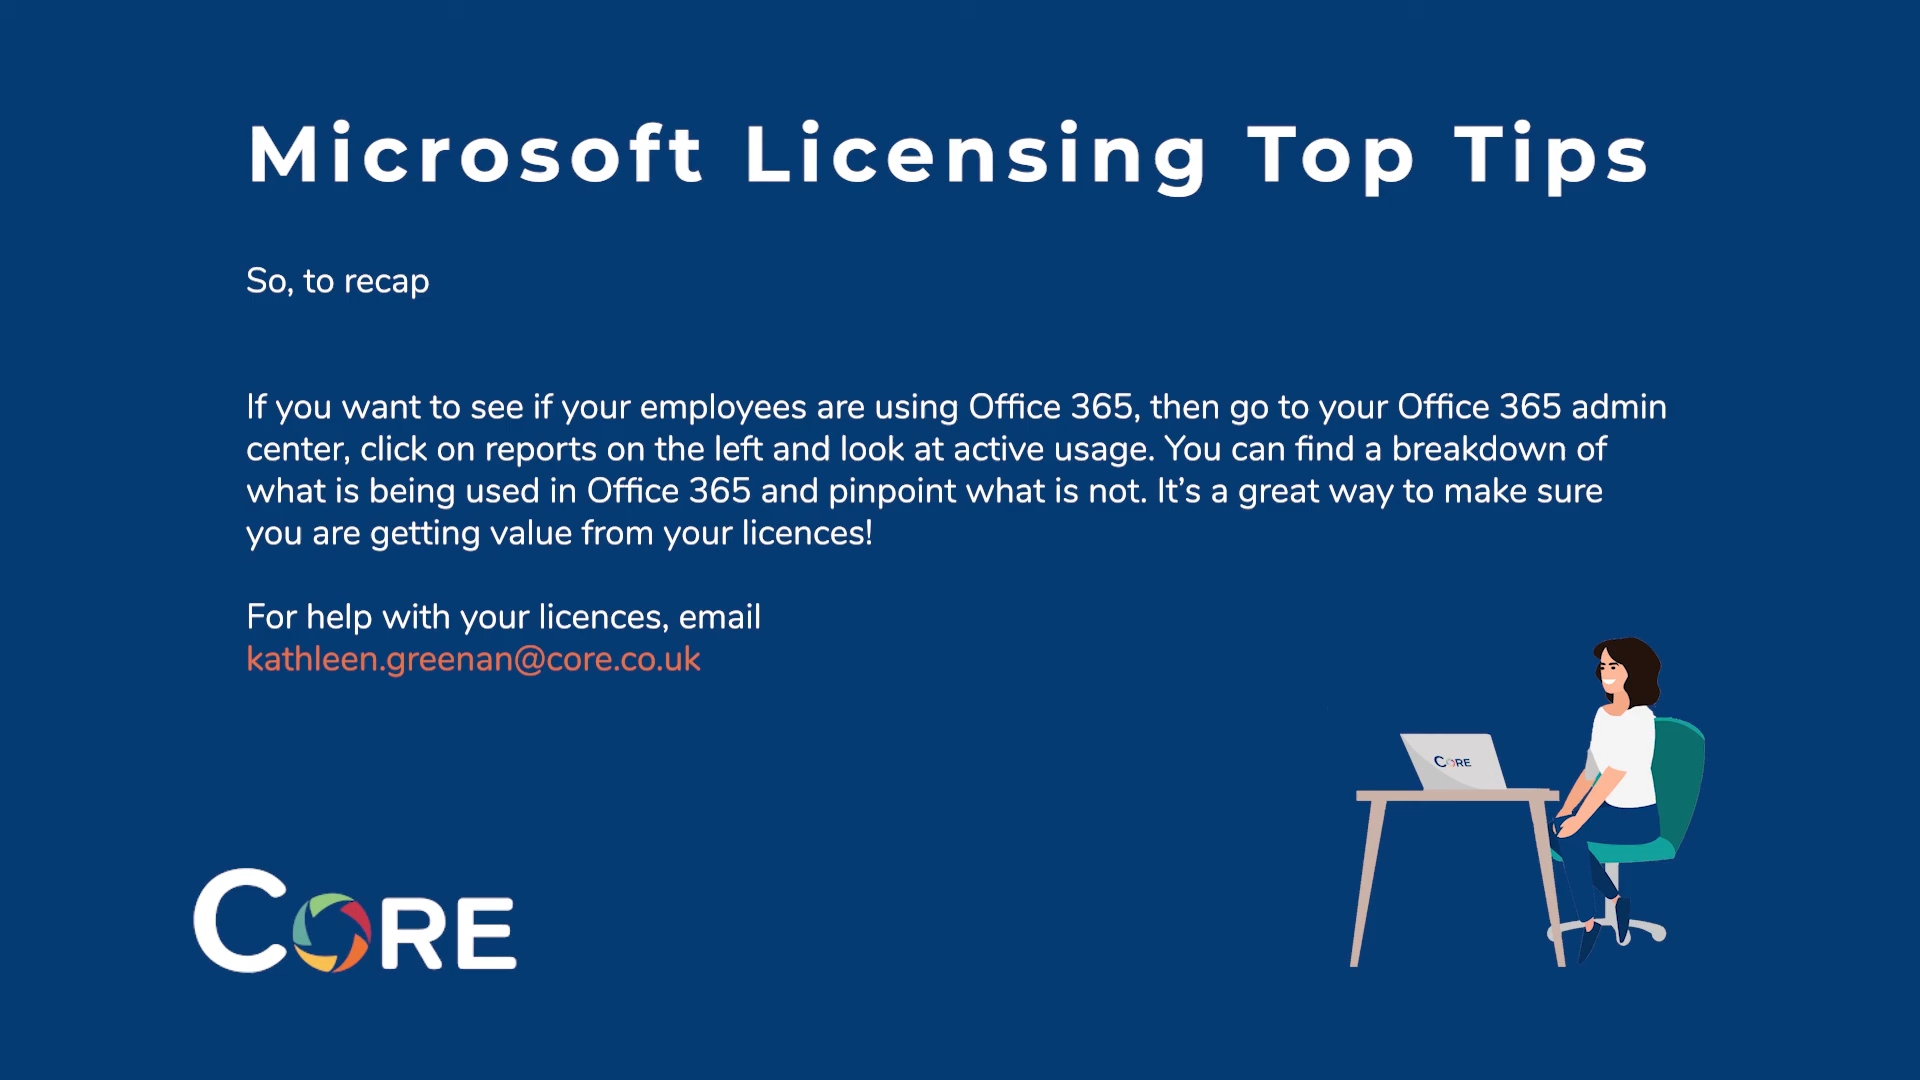 Microsoft Licensing Top Tips
So, to recap
If you want to see if your employees are using Office 365, then go to your Office 365 admin
center, click on reports on the left and look at active usage. You can find a breakdown of
what is being used in Office 365 and pinpoint what is not. It’s a great way to make sure
you are getting value from your licences!
For help with your licences, email
kathleen.greenan@core.co.uk
CORE
CORE